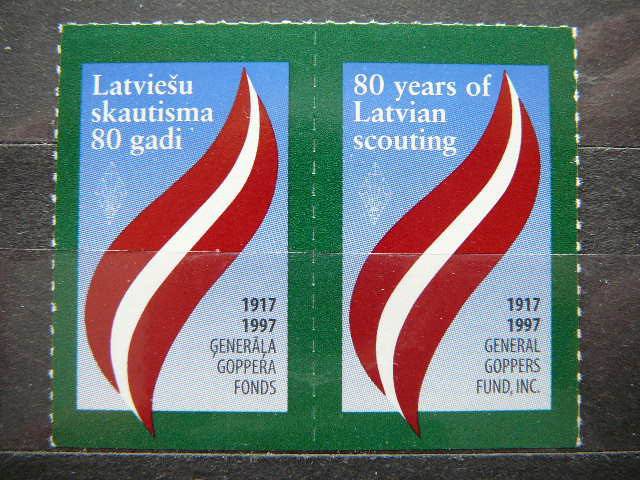 Latviešu
skautisma
80 gadi
1917
1997
ĢENERĀĻA
GOPPERA
FONDS
80 years of
Latvian
scouting
1917
1997
GENERAL
GOPPERS
FUND, INC.